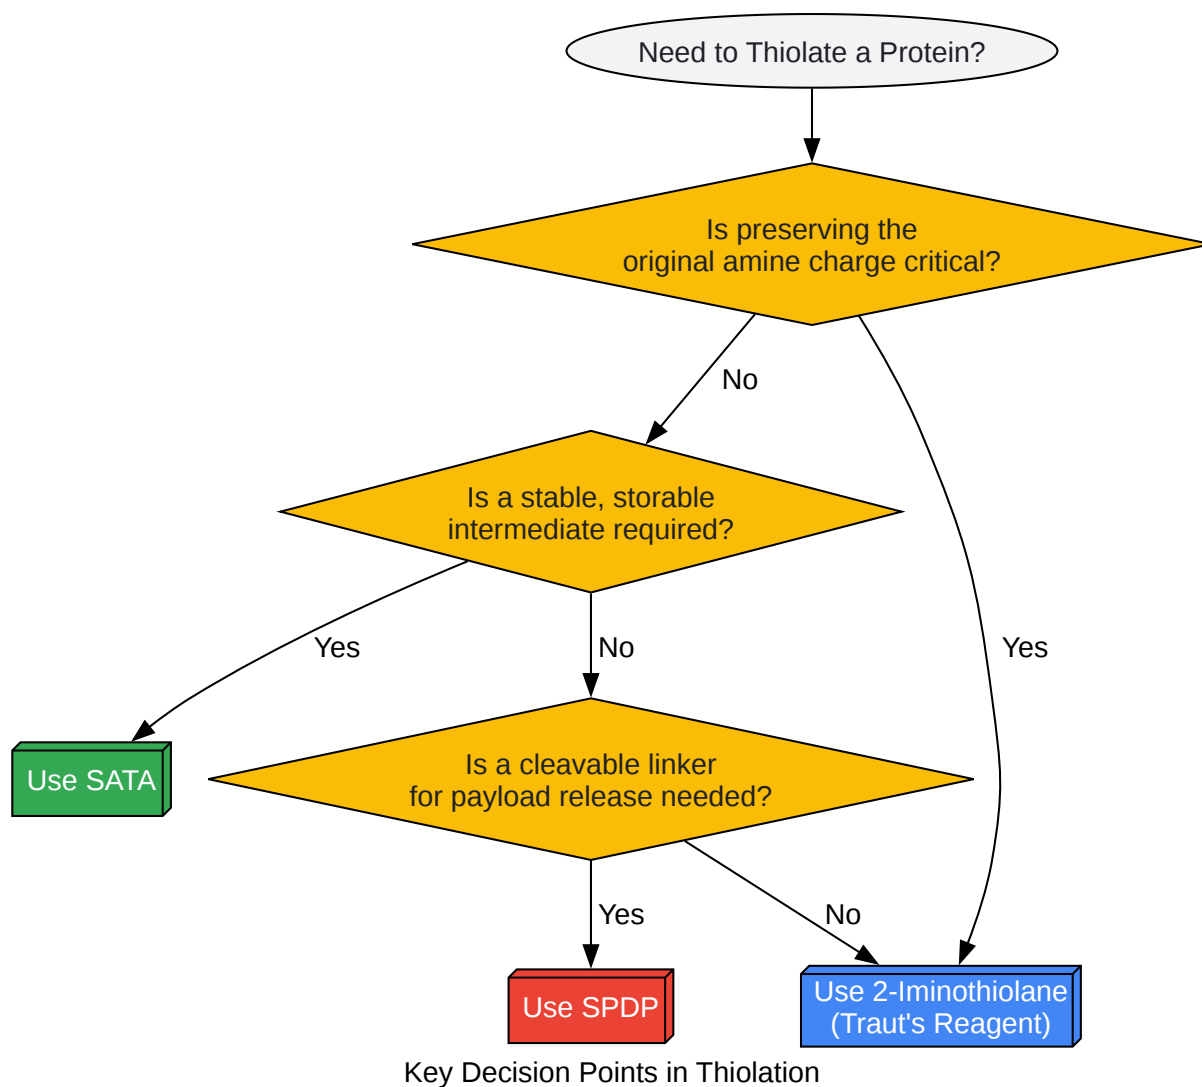 Need to Thiolate a Protein?
Is preserving the
original amine charge critical?
No
Is a stable, storable
intermediate required?
Yes
No
Yes
Is a cleavable linker
for payload release needed?
Use SATA
Yes
No
Use SPDP
Use 2-Iminothiolane
(Traut's Reagent)
Key Decision Points in Thiolation